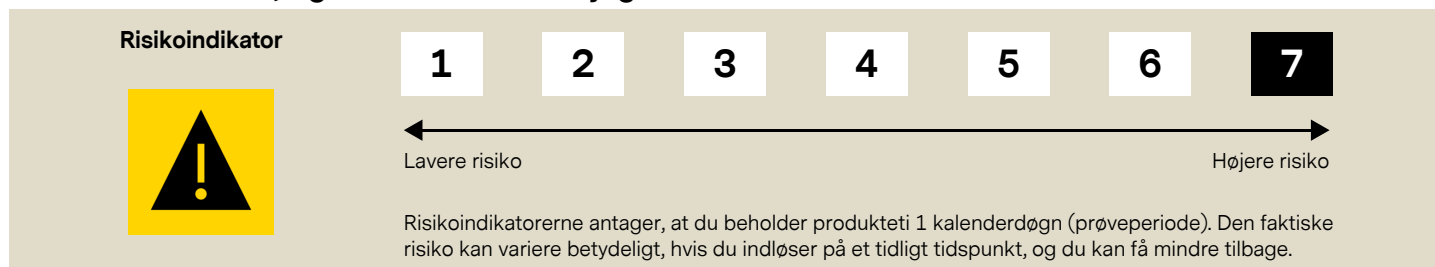 Risikoindikator
1 2 3 4 5 6 7
Lavere risiko Højere risiko
Risikoindikatorerne antager, at du beholder produkteti 1 kalenderdøgn (prøveperiode). Den faktiske
risiko kan variere betydeligt, hvis du indløser på et tidligt tidspunkt, og du kan få mindre tilbage.